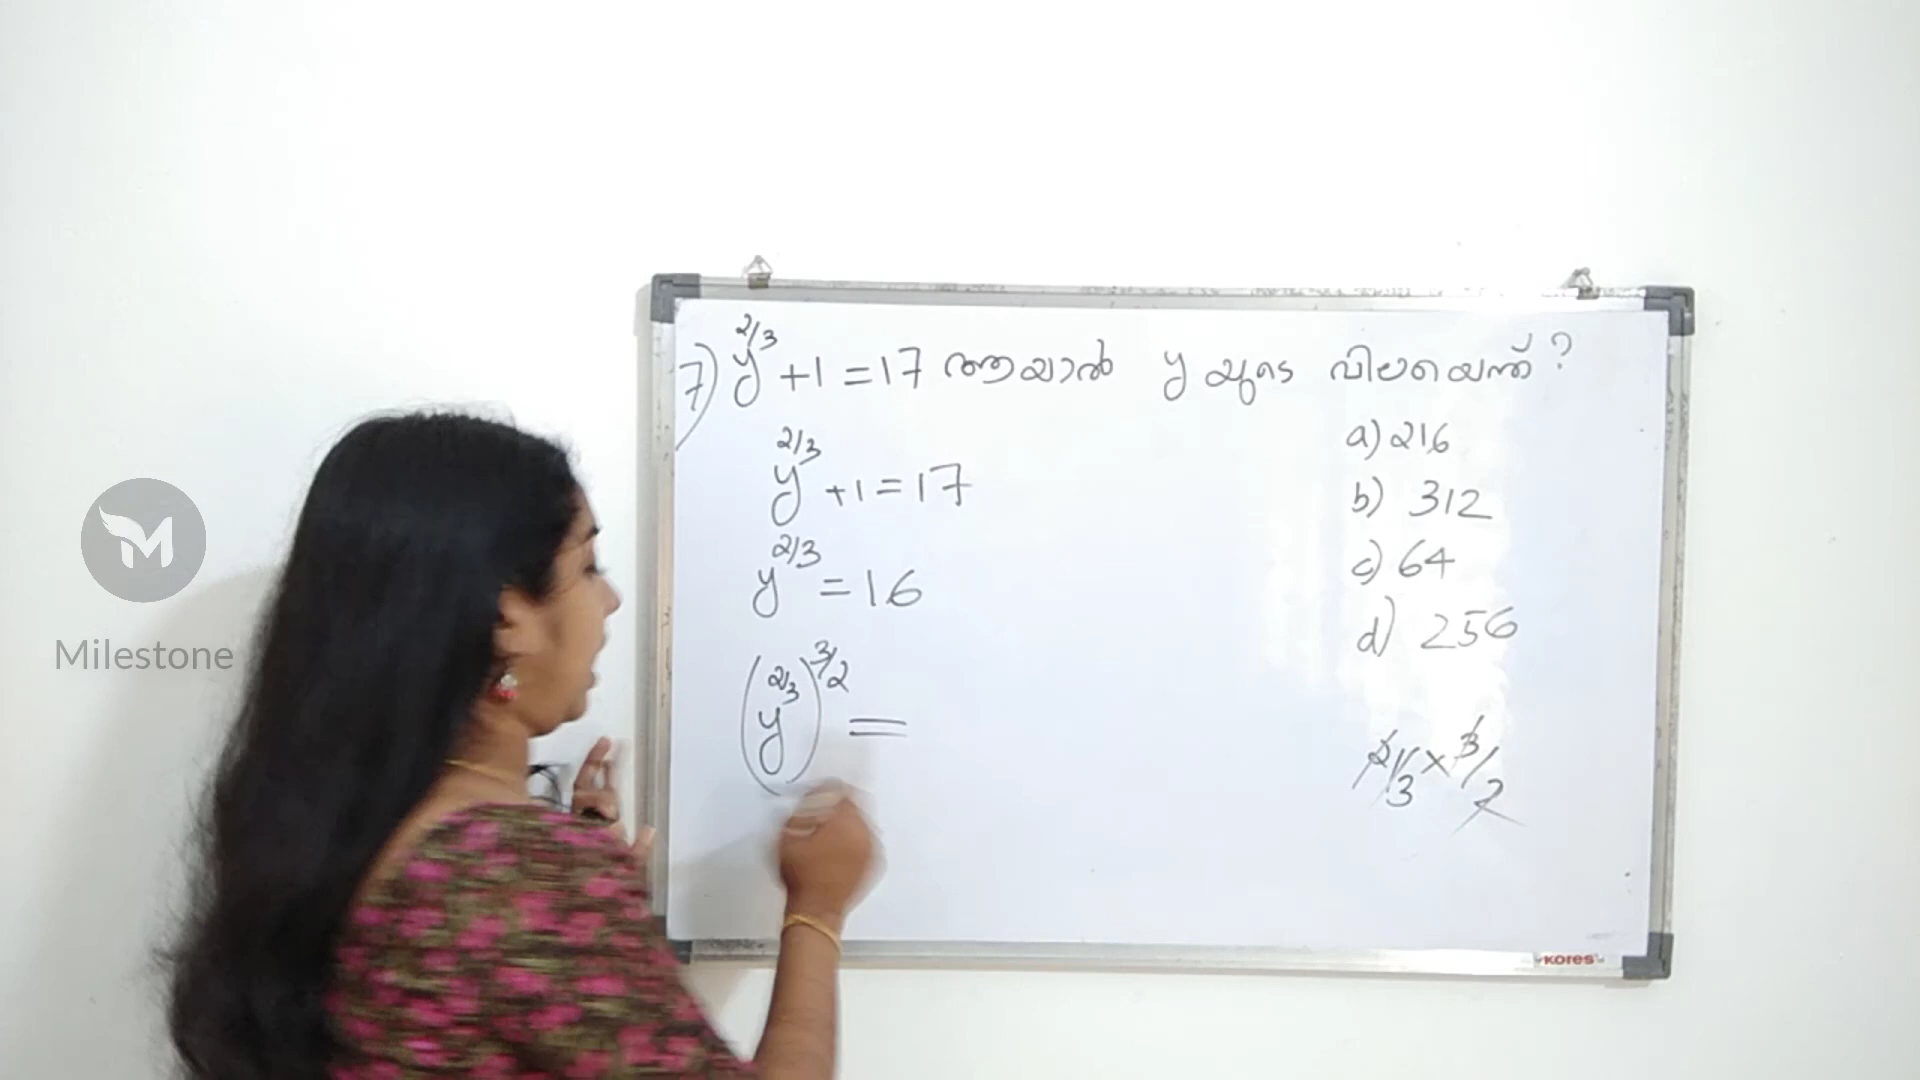 7) y^2/3 +1 =17 ആയാൽ y യുടെ വിലയെന്ത് ?
y^2/3 +1 = 17
y^2/3 = 16
(y^2/3)^3/2 =
a) 216
b) 312
c) 64
d) 256
2/3 × 3/2
KORES
Milestone